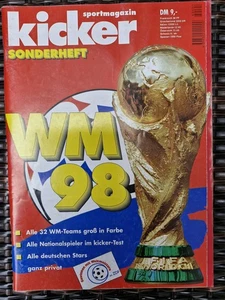 sportmagazin
kicker
DM 9,-
SONDERHEFT
WM
98
Alle 32 WM-Teams groß in Farbe
Alle Nationalspieler im kicker-Test
Alle deutschen Stars
ganz privat